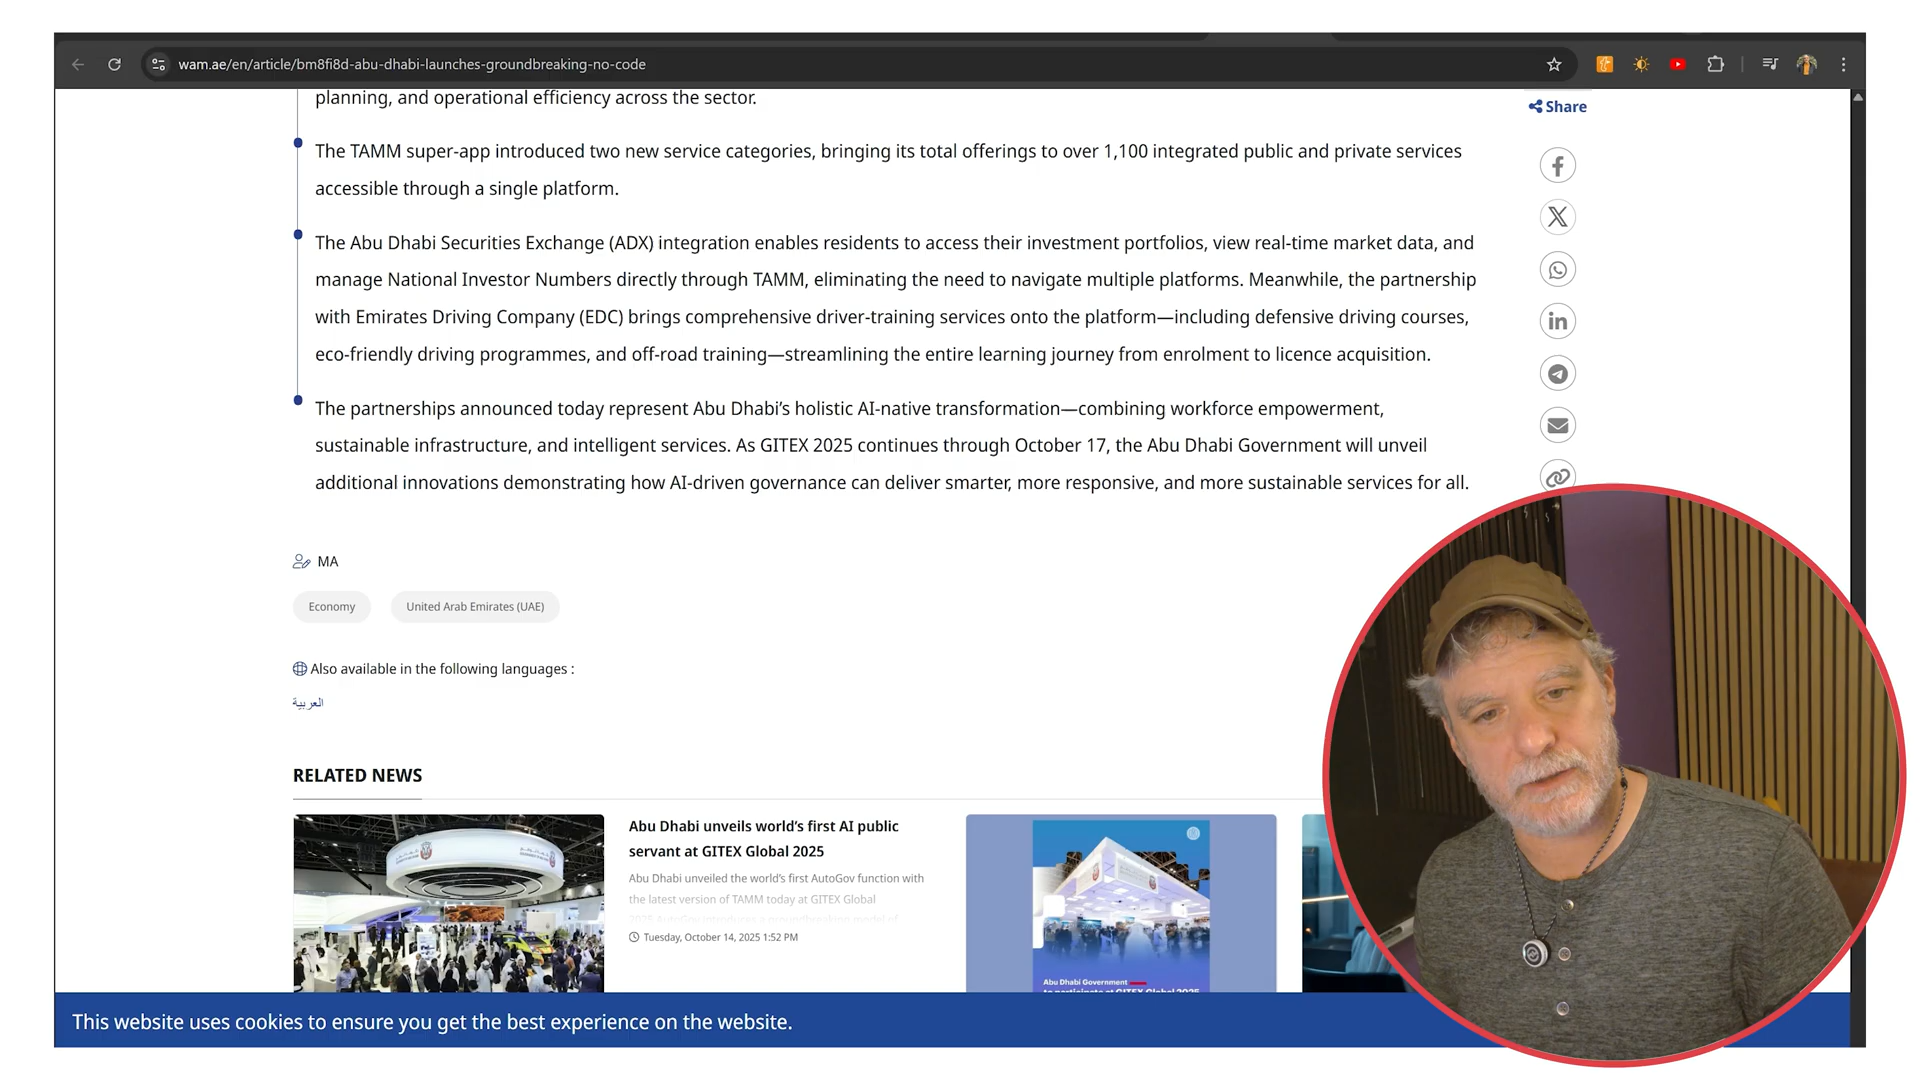 wam.ae/en/article/bm8fi8d-abu-dhabi-launches-groundbreaking-no-code
planning, and operational efficiency across the sector.
Share
The TAMM super-app introduced two new service categories, bringing its total offerings to over 1,100 integrated public and private services
accessible through a single platform.
The Abu Dhabi Securities Exchange (ADX) integration enables residents to access their investment portfolios, view real-time market data, and
manage National Investor Numbers directly through TAMM, eliminating the need to navigate multiple platforms. Meanwhile, the partnership
with Emirates Driving Company (EDC) brings comprehensive driver-training services onto the platform—including defensive driving courses,
eco-friendly driving programmes, and off-road training—streamlining the entire learning journey from enrolment to licence acquisition.
The partnerships announced today represent Abu Dhabi’s holistic AI-native transformation—combining workforce empowerment,
sustainable infrastructure, and intelligent services. As GITEX 2025 continues through October 17, the Abu Dhabi Government will unveil
additional innovations demonstrating how AI-driven governance can deliver smarter, more responsive, and more sustainable services for all.
MA
Economy
United Arab Emirates (UAE)
Also available in the following languages :
العربية
RELATED NEWS
Abu Dhabi unveils world’s first AI public
servant at GITEX Global 2025
Abu Dhabi unveiled the world’s first AutoGov function with
the latest version of TAMM today at GITEX Global
2025 AutoGov introduces a groundbreaking model of
Tuesday, October 14, 2025 1:52 PM
Abu Dhabi Government
to participate at GITEX Global 2025
This website uses cookies to ensure you get the best experience on the website.